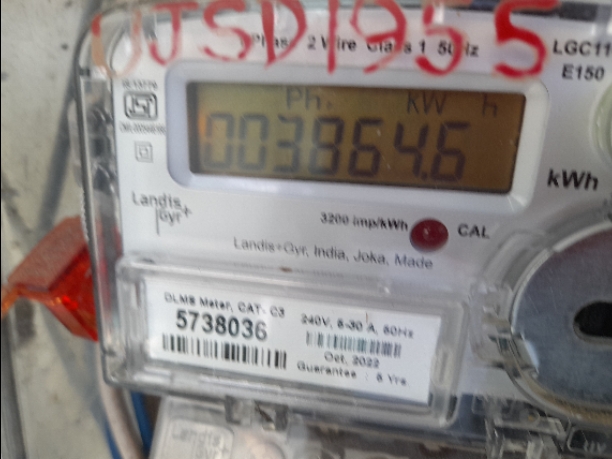 UJSD1955
Phase 2 Wire Class 1 50Hz
LGC11
E150
ISI
Ph. kW h
003864.6
kWh
Landis
Gyr+
3200 imp/kWh
CAL
Landis+Gyr, India, Joka, Made
DLMS Meter, CAT- C3
5738036
240V, 5-30 A, 50Hz
Oct, 2022
Guarantee : 5 Yrs